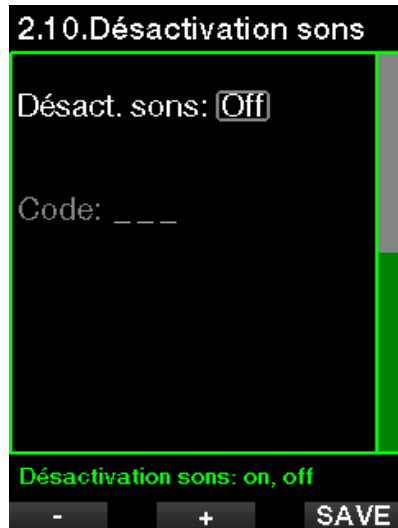 2.10.Désactivation sons
Désact. sons: Off
Code: _ _ _
Désactivation sons: on, off
- + SAVE